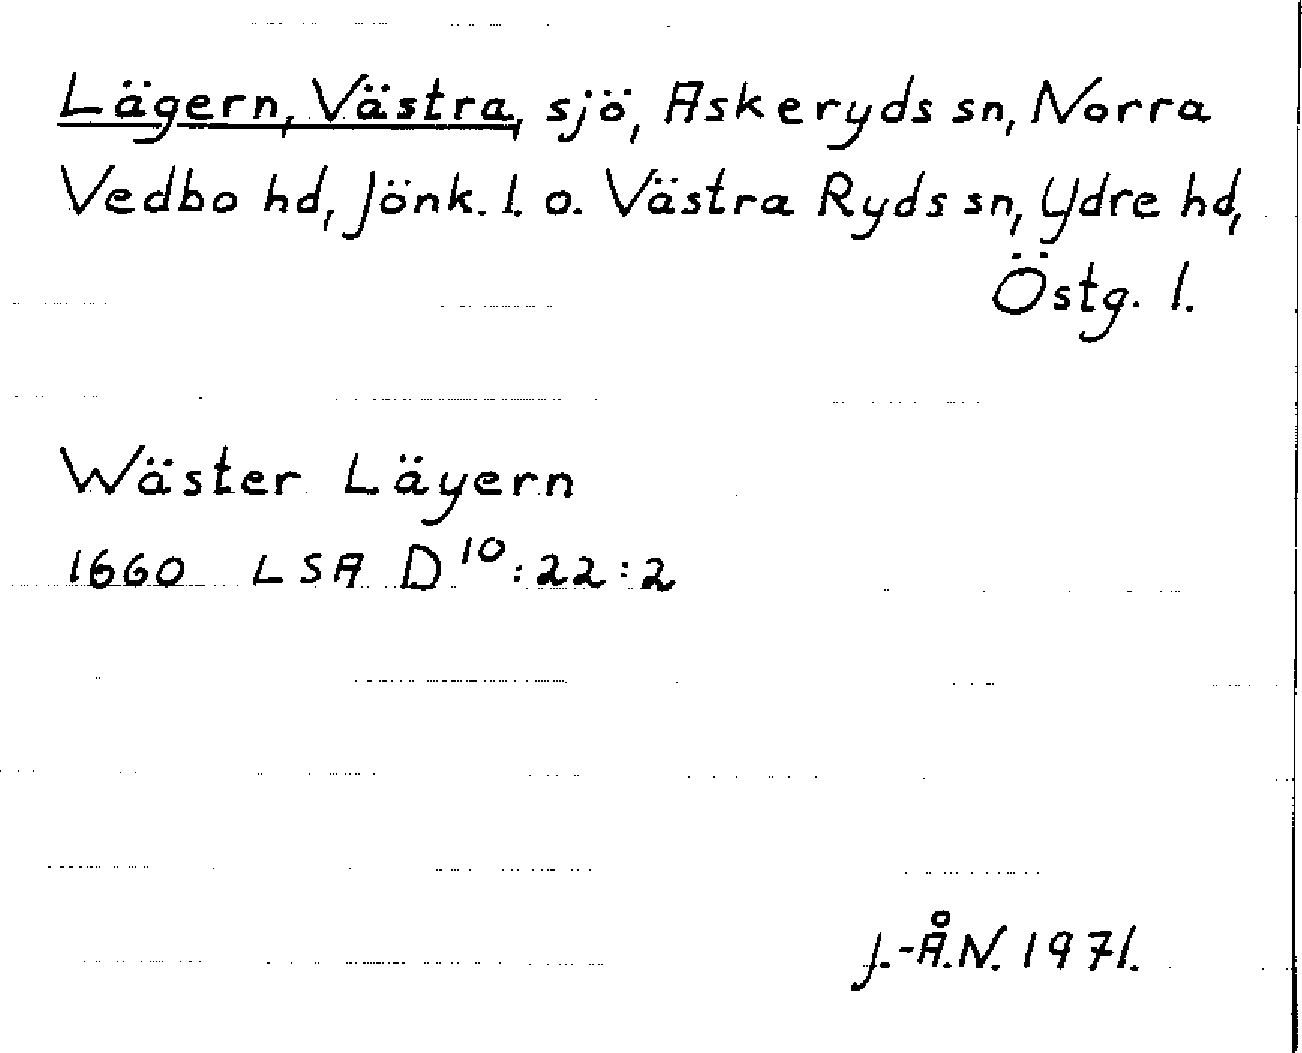 Lägern, Västra, sjö, Askeryds sn, Norra
Vedbo hd, Jönk. l. o. Västra Ryds sn, Ydre hd,
Östg. l.
Wäster Läyern
1660 LSA D¹⁰:22:2
J.-Å.N. 1971.